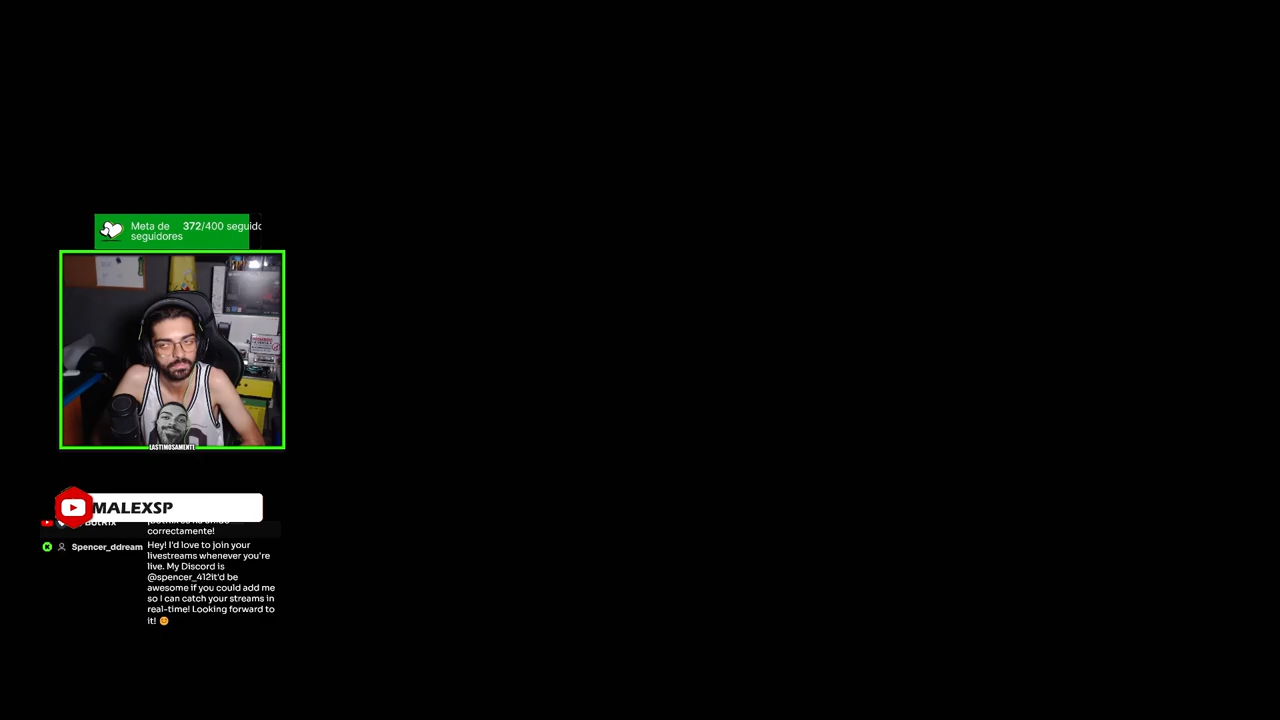 Meta de seguidores
372/400 seguido
LASTIMOSAMENTE
MALEXSP
BotRix
correctamente!
Spencer_ddream
Hey! I'd love to join your
livestreams whenever you're
live. My Discord is
@spencer_412it'd be
awesome if you could add me
so I can catch your streams in
real-time! Looking forward to
it! 😊